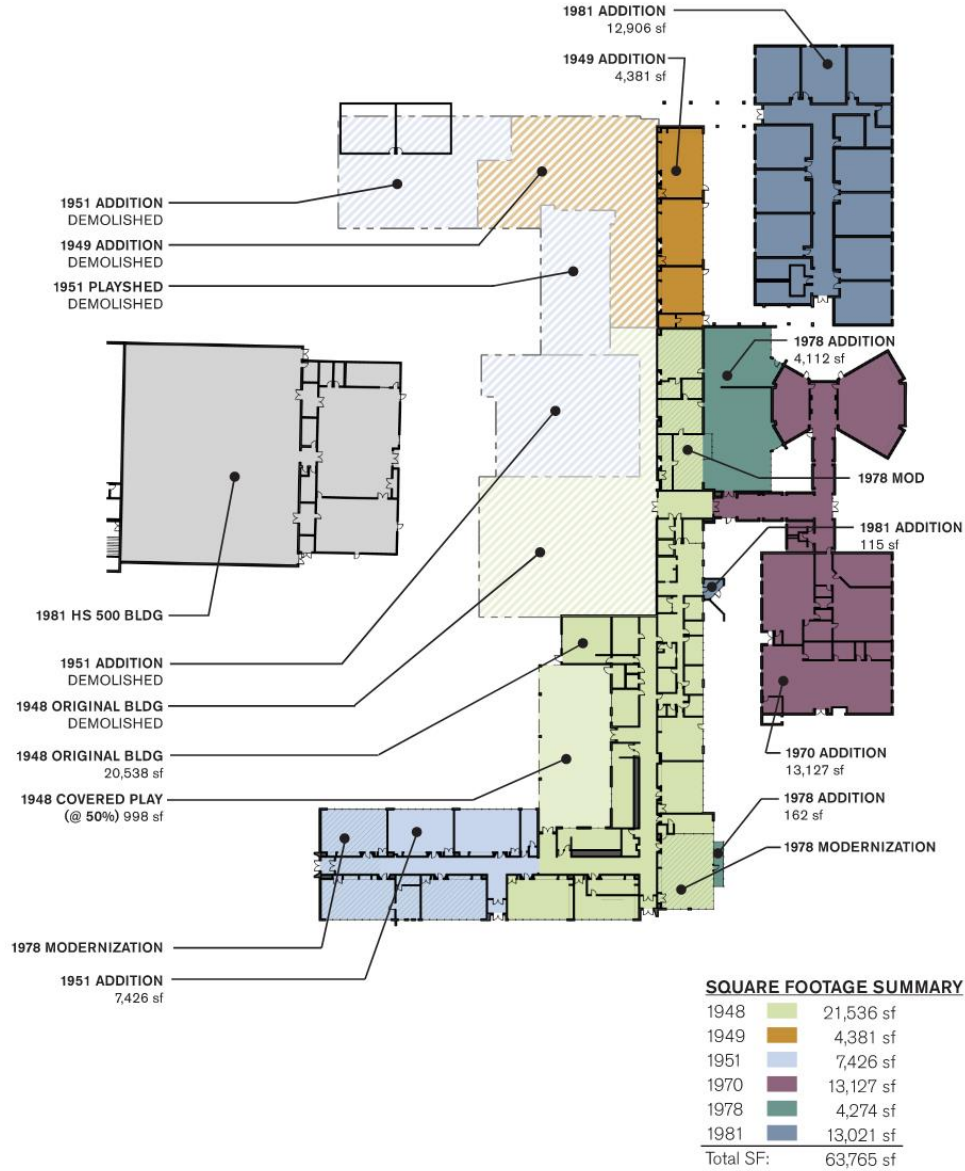 1981 ADDITION
12,906 sf
1949 ADDITION
4,381 sf
1951 ADDITION
DEMOLISHED
1949 ADDITION
DEMOLISHED
1951 PLAYSHED
DEMOLISHED
1978 ADDITION
4,112 sf
1978 MOD
1981 ADDITION
115 sf
1981 HS 500 BLDG
1951 ADDITION
DEMOLISHED
1948 ORIGINAL BLDG
DEMOLISHED
1948 ORIGINAL BLDG
20,538 sf
1970 ADDITION
13,127 sf
1948 COVERED PLAY
(@ 50%) 998 sf
1978 ADDITION
162 sf
1978 MODERNIZATION
1978 MODERNIZATION
1951 ADDITION
7,426 sf
SQUARE FOOTAGE SUMMARY
1948 21,536 sf
1949 4,381 sf
1951 7,426 sf
1970 13,127 sf
1978 4,274 sf
1981 13,021 sf
Total SF: 63,765 sf